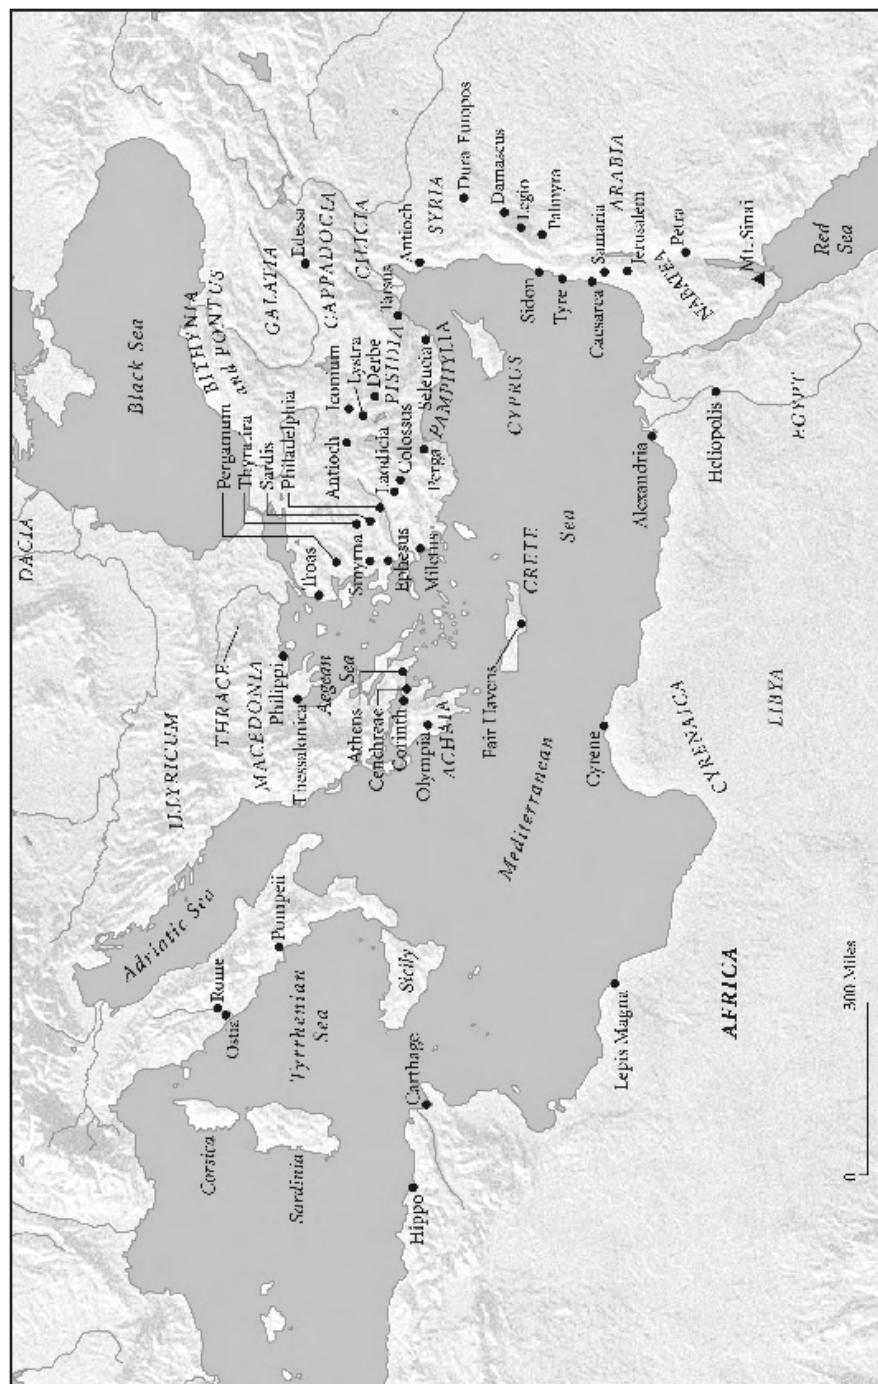 DACIA
Black Sea
BITHYNIA
and PONTUS
ILLYRICUM
THRACE
MACEDONIA
Philippi
Thessalonica
Aegean
Sea
Pergamum
Thyatira
Sardis
Philadelphia
GALATIA
Edessa
CAPPADOCIA
CILICIA
Tarsus
Antioch
SYRIA
Dura Europos
Damascus
Legio
Palmyra
Iconium
Lystra
Derbe
PISIDIA
Antioch
Laodicia
Colossus
Seleucia
PAMPHYLIA
Perga
Troas
Smyrna
Ephesus
Miletus
Athens
Cenchreae
Corinth
Olympia
ACHAIA
Adriatic Sea
Rome
Ostia
Pompeii
Tyrrhenian
Sea
Corsica
Sardinia
Sicily
Carthage
Hippo
Fair Havens
CRETE
Mediterranean
Sea
CYPRUS
Sidon
Tyre
Caesarea
Samaria
Jerusalem
ARABIA
NABATEA
Petra
Mt. Sinai
Red
Sea
Alexandria
Heliopolis
EGYPT
Cyrene
CYRENAICA
LIBYA
Lepis Magna
AFRICA
0
300 Miles